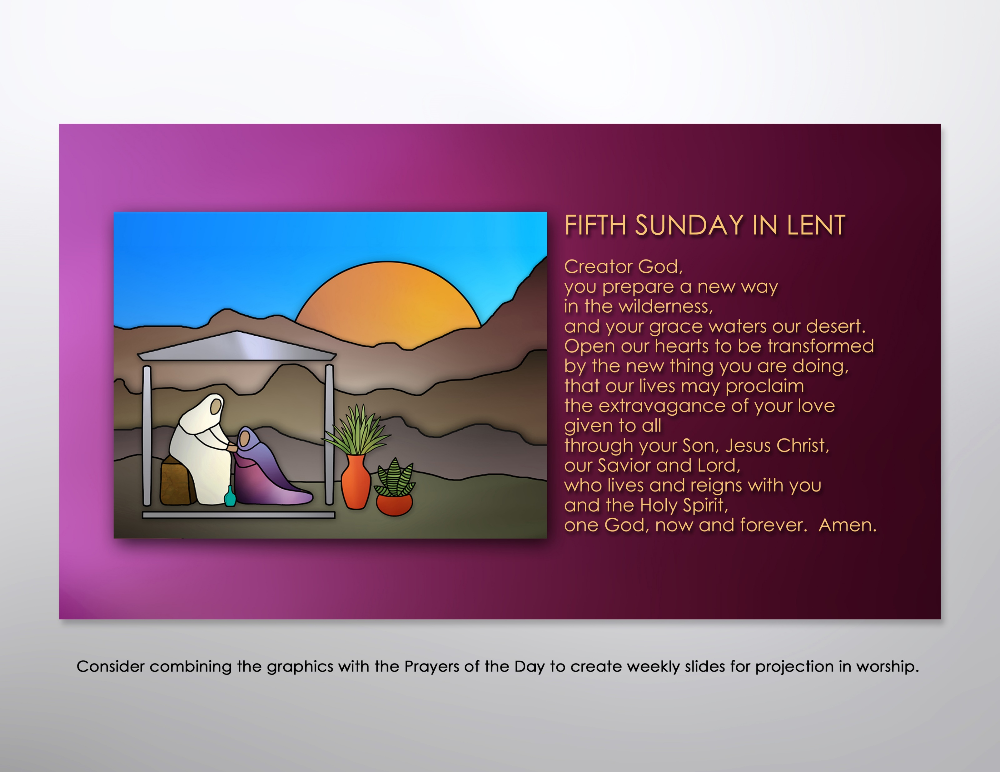 FIFTH SUNDAY IN LENT
Creator God,
you prepare a new way
in the wilderness,
and your grace waters our desert.
Open our hearts to be transformed
by the new thing you are doing,
that our lives may proclaim
the extravagance of your love
given to all
through your Son, Jesus Christ,
our Savior and Lord,
who lives and reigns with you
and the Holy Spirit,
one God, now and forever.  Amen.
Consider combining the graphics with the Prayers of the Day to create weekly slides for projection in worship.